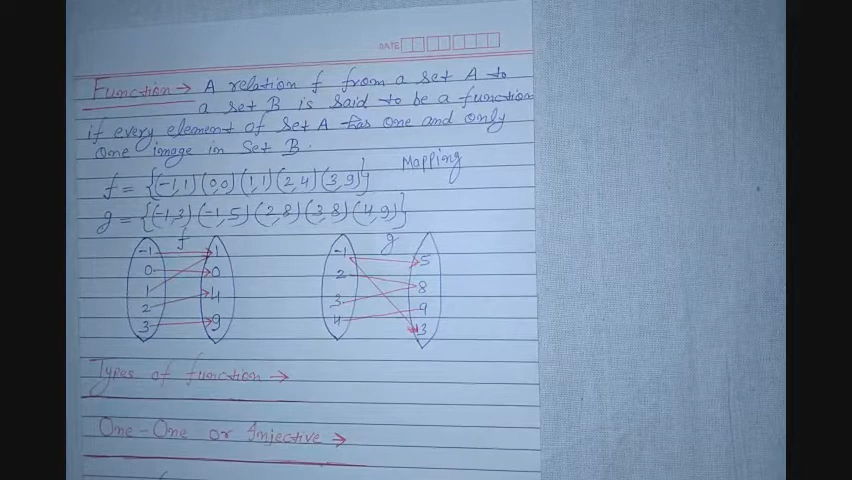 DATE
Function → A relation f from a set A to
a set B is said to be a function
if every element of set A has one and only
one image in set B.
Mapping
f = {(-1,1)(0,0)(1,1)(2,4)(3,9)}
g = {(-1,3)(-1,5)(2,8)(3,8)(4,9)}
f g
-1 1 -1 5
0 0 2 8
1 4 3 9
2 9 4 3
3
Types of function →
One-One or Injective →